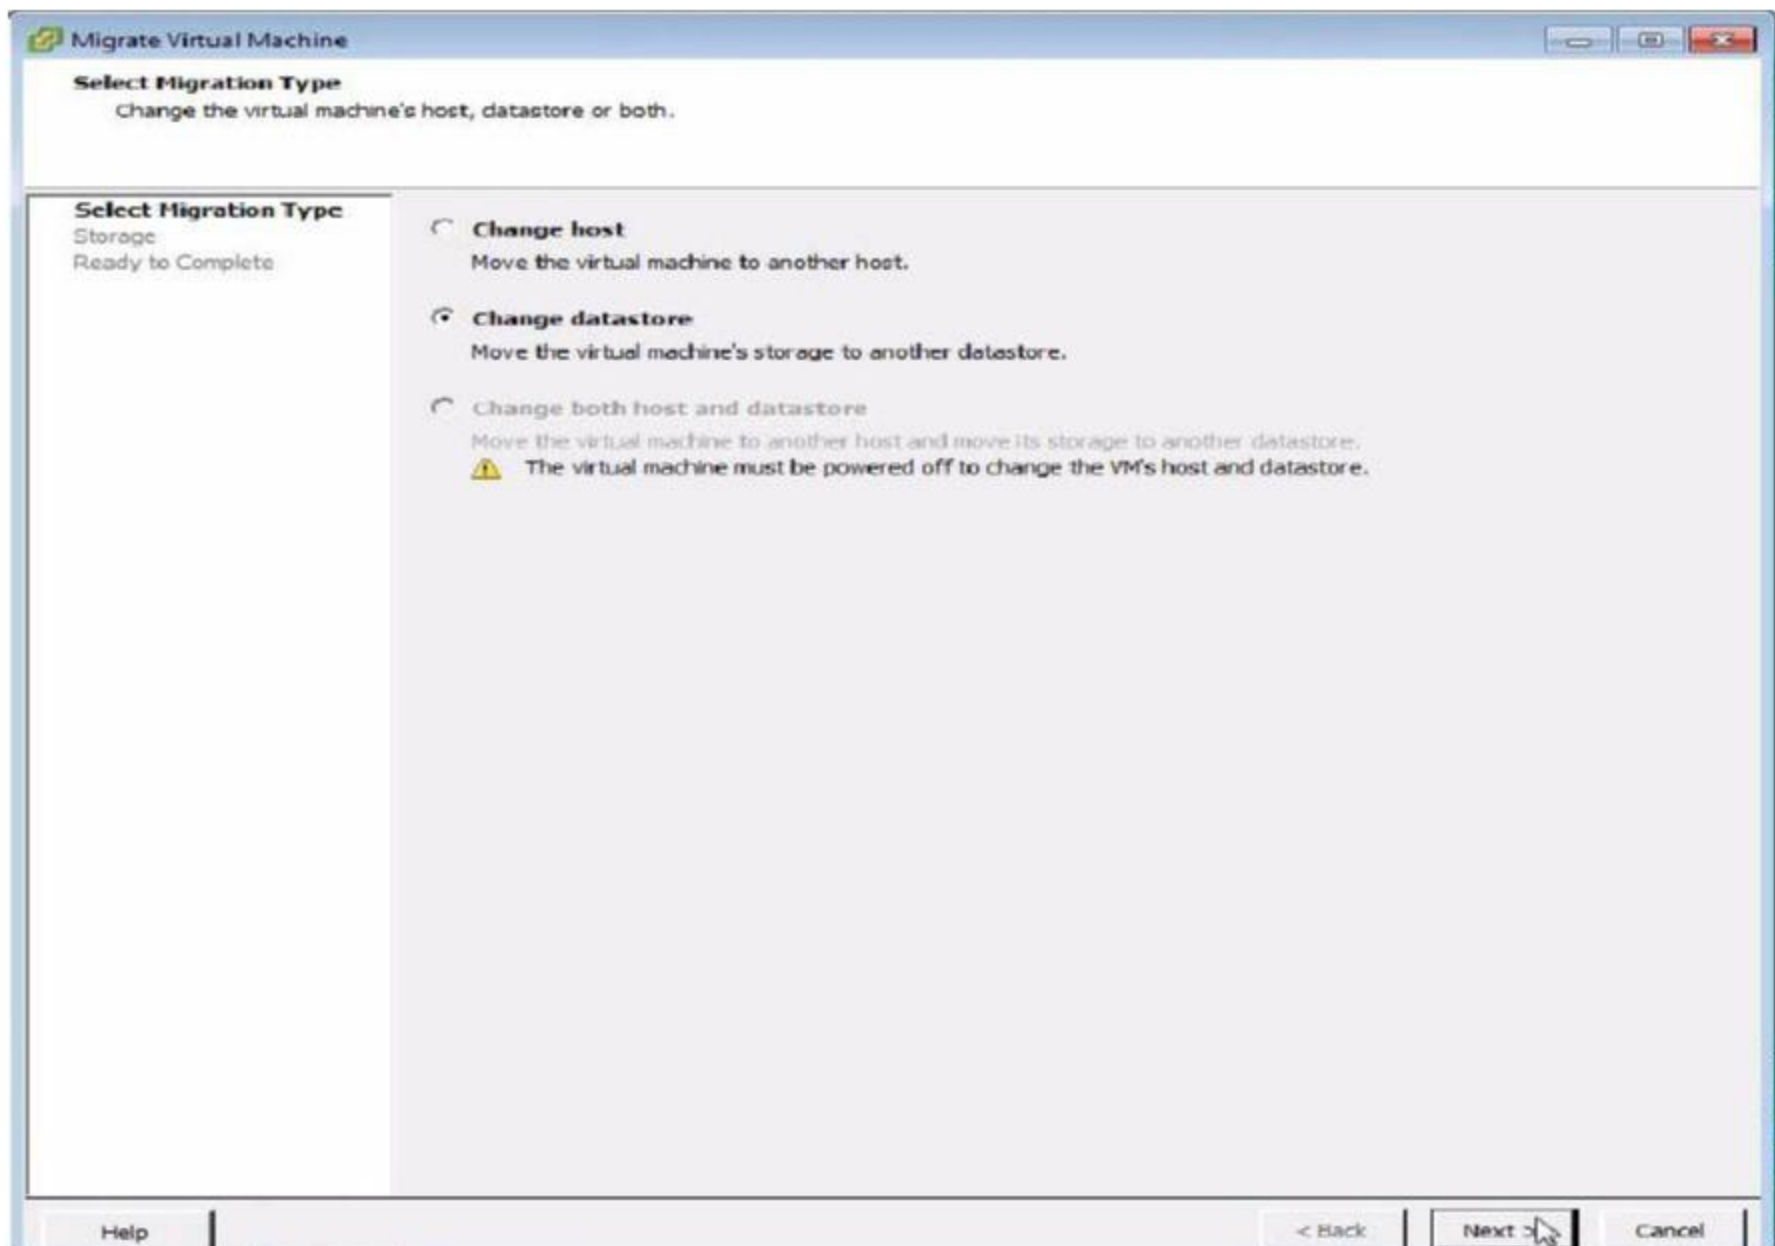 Migrate Virtual Machine
Select Migration Type
Change the virtual machine's host, datastore or both.
Select Migration Type
Storage
Ready to Complete
Change host
Move the virtual machine to another host.
Change datastore
Move the virtual machine's storage to another datastore.
Change both host and datastore
Move the virtual machine to another host and move its storage to another datastore.
The virtual machine must be powered off to change the VM's host and datastore.
Help
< Back
Next >
Cancel